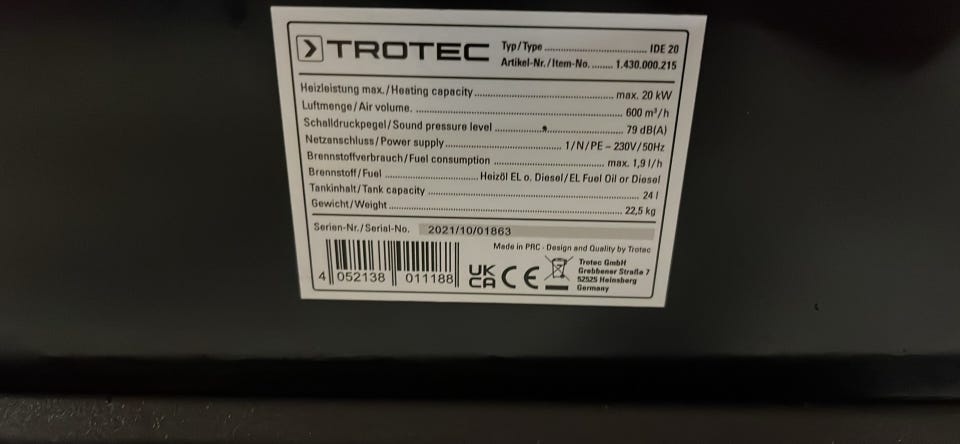 TROTEC
Typ/Type ........ IDE 20
Artikel-Nr./Item-No. ........ 1.430.000.215
Heizleistung max./Heating capacity ........ max. 20 kW
Luftmenge/Air volume. ........ 600 m³/h
Schalldruckpegel/Sound pressure level ........ 79 dB(A)
Netzanschluss/Power supply ........ 1/N/PE ~ 230V/50Hz
Brennstoffverbrauch/Fuel consumption ........ max. 1,9 l/h
Brennstoff/Fuel ........ Heizöl EL o. Diesel/EL Fuel Oil or Diesel
Tankinhalt/Tank capacity ........ 24 l
Gewicht/Weight ........ 22,5 kg
Serien-Nr./Serial-No. 2021/10/01863
Made in PRC - Design and Quality by Trotec
4 052138 011188
UK
CA
CE
Trotec GmbH
Grebbener Straße 7
52525 Heinsberg
Germany